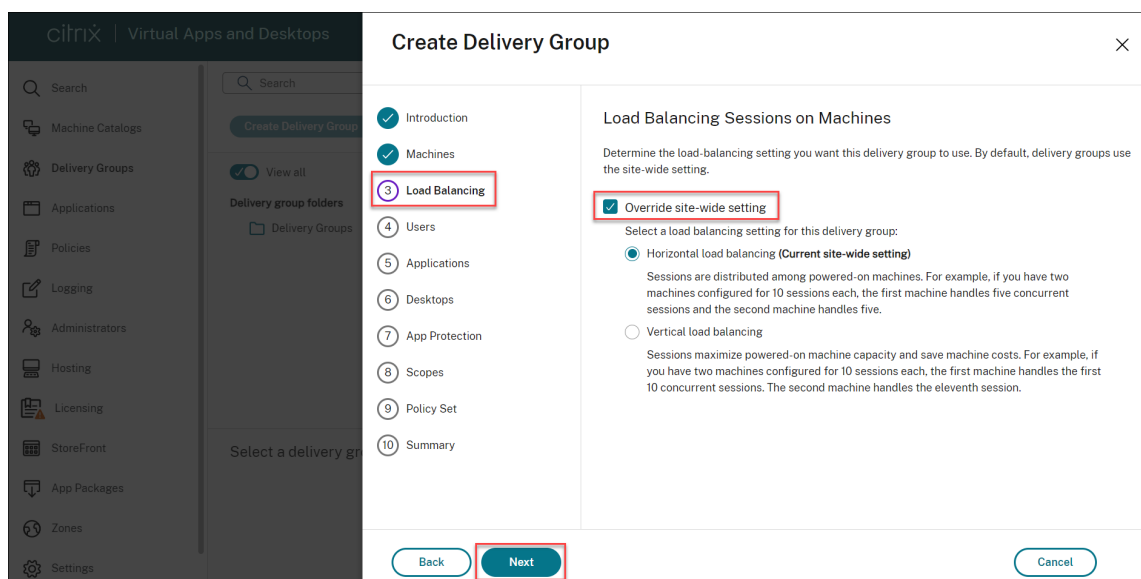 citrix | Virtual Apps and Desktops
Search
Machine Catalogs
Delivery Groups
Applications
Policies
Logging
Administrators
Hosting
Licensing
StoreFront
App Packages
Zones
Settings
Search
Create Delivery Group
View all
Delivery group folders
Delivery Groups
Select a delivery gr
Create Delivery Group
Introduction
Machines
3 Load Balancing
4 Users
5 Applications
6 Desktops
7 App Protection
8 Scopes
9 Policy Set
10 Summary
Load Balancing Sessions on Machines
Determine the load-balancing setting you want this delivery group to use. By default, delivery groups use
the site-wide setting.
Override site-wide setting
Select a load balancing setting for this delivery group:
Horizontal load balancing (Current site-wide setting)
Sessions are distributed among powered-on machines. For example, if you have two
machines configured for 10 sessions each, the first machine handles five concurrent
sessions and the second machine handles five.
Vertical load balancing
Sessions maximize powered-on machine capacity and save machine costs. For example, if
you have two machines configured for 10 sessions each, the first machine handles the first
10 concurrent sessions. The second machine handles the eleventh session.
Back
Next
Cancel